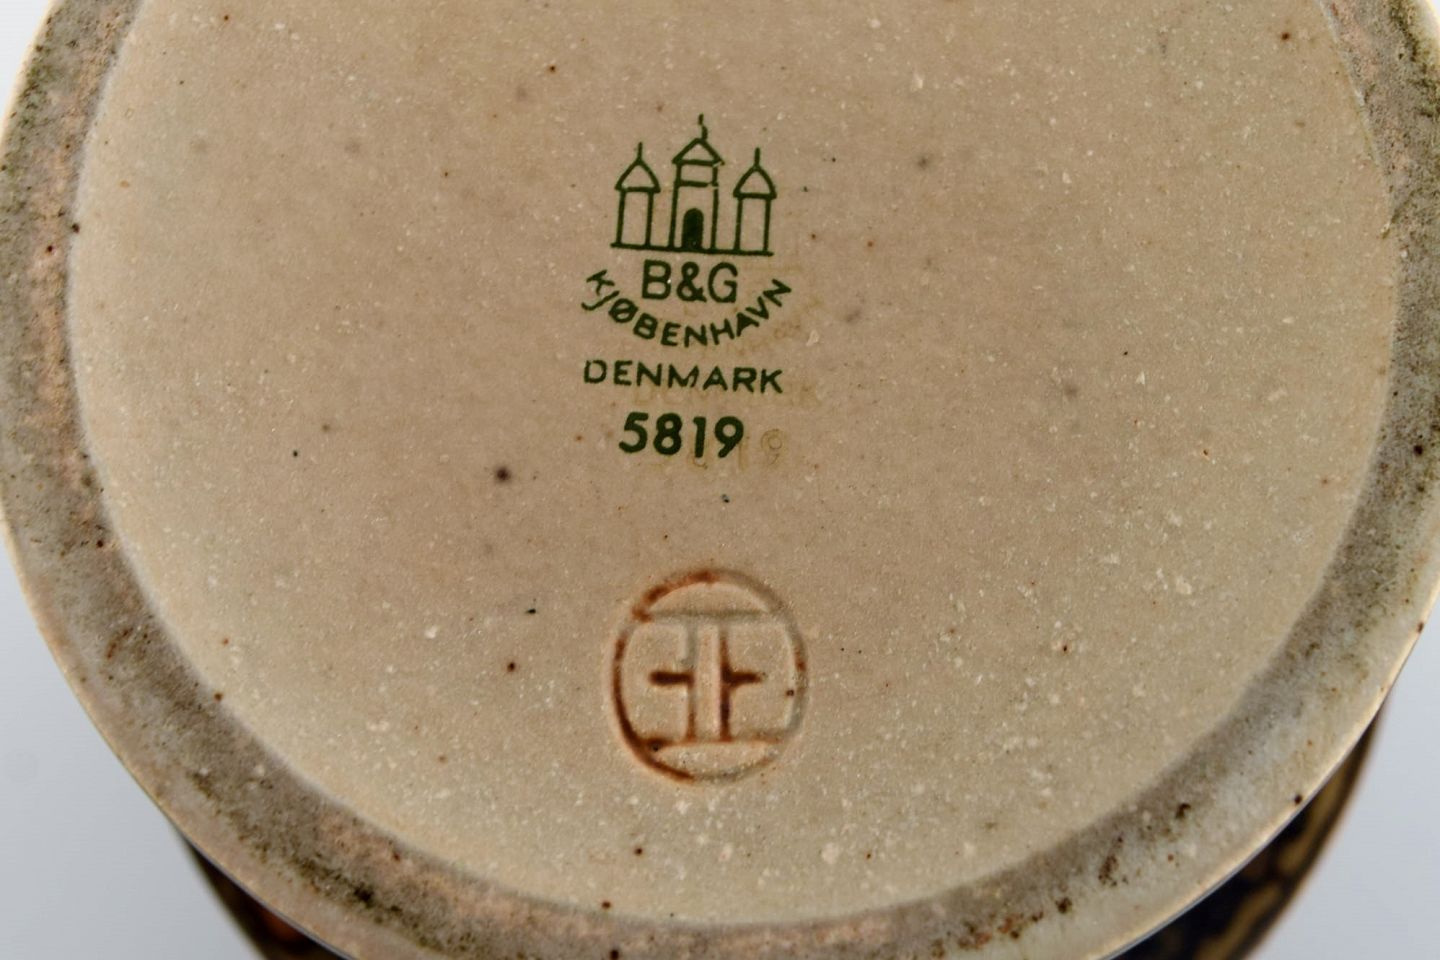 B&G
KJØBENHAVN
DENMARK
5819